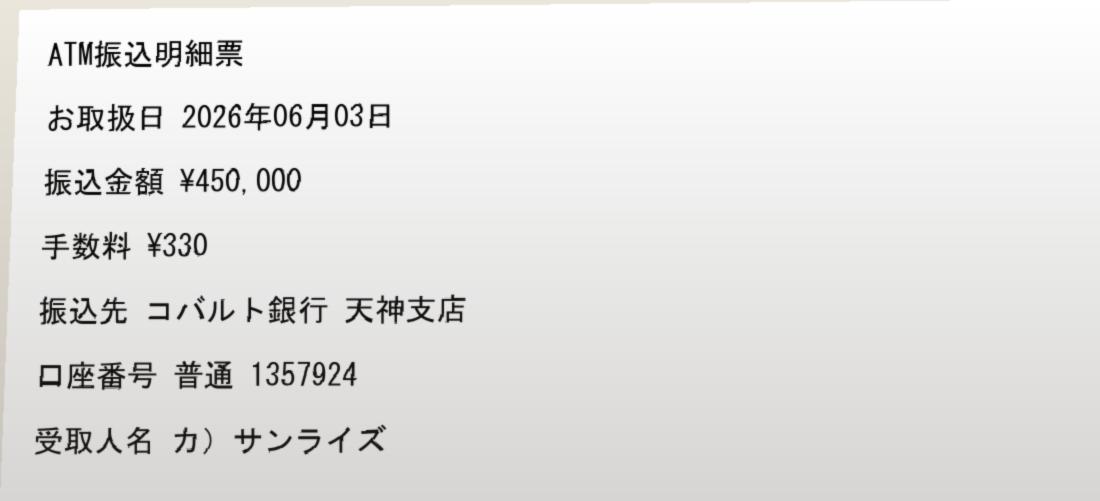 ATM振込明細票
お取扱日 2026年06月03日
振込金額 ¥450,000
手数料 ¥330
振込先 コバルト銀行 天神支店
口座番号 普通 1357924
受取人名 カ）サンライズ